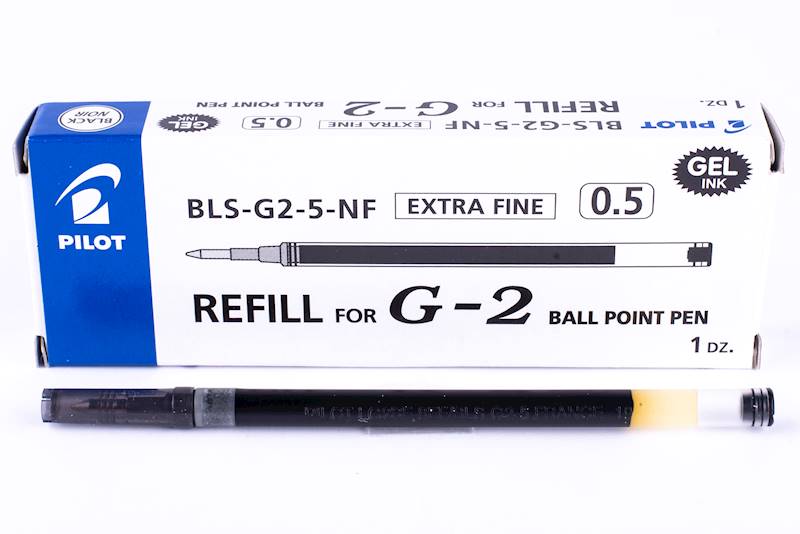 BLACK
NOIR
GEL
INK
0.5
BALL POINT PEN
REFILL FOR G-2
EXTRA FINE
BLS-G2-5-NF
PILOT
1 DZ.
GEL
INK
PILOT
BLS-G2-5-NF EXTRA FINE 0.5
REFILL FOR G-2 BALL POINT PEN
1 DZ.